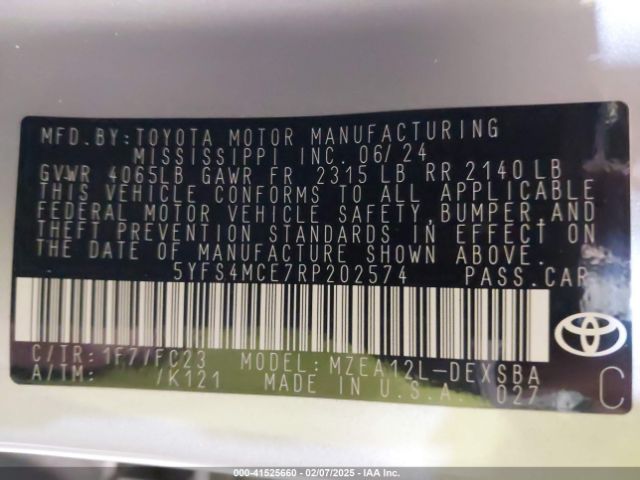 MFD. BY: TOYOTA MOTOR MANUFACTURING
MISSISSIPPI INC. 06/24
GVWR 4065LB GAWR FR 2315 LB RR 2140 LB
THIS VEHICLE CONFORMS TO ALL APPLICABLE
FEDERAL MOTOR VEHICLE SAFETY, BUMPER, AND
THEFT PREVENTION STANDARDS IN EFFECT ON
THE DATE OF MANUFACTURE SHOWN ABOVE.
5YFS4MCE7RP202574 PASS. CAR
C/TR: 1F7/FC23 MODEL: MZEA12L-DEXSBA
A/TM: /K121 MADE IN U.S.A. 027
C
000-41525660 - 02/07/2025 - IAA Inc.